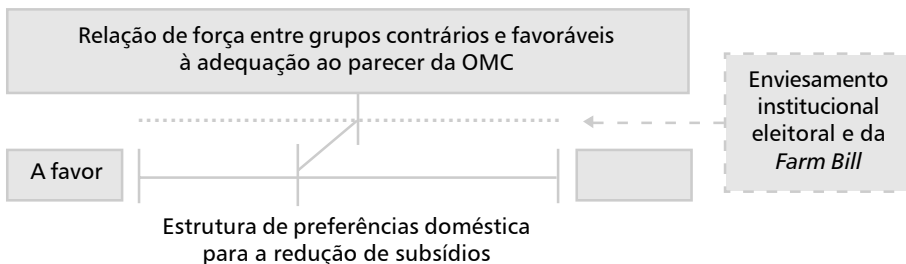 Relação de força entre grupos contrários e favoráveis
à adequação ao parecer da OMC
Enviesamento
institucional
eleitoral e da
Farm Bill
A favor
Estrutura de preferências doméstica
para a redução de subsídios